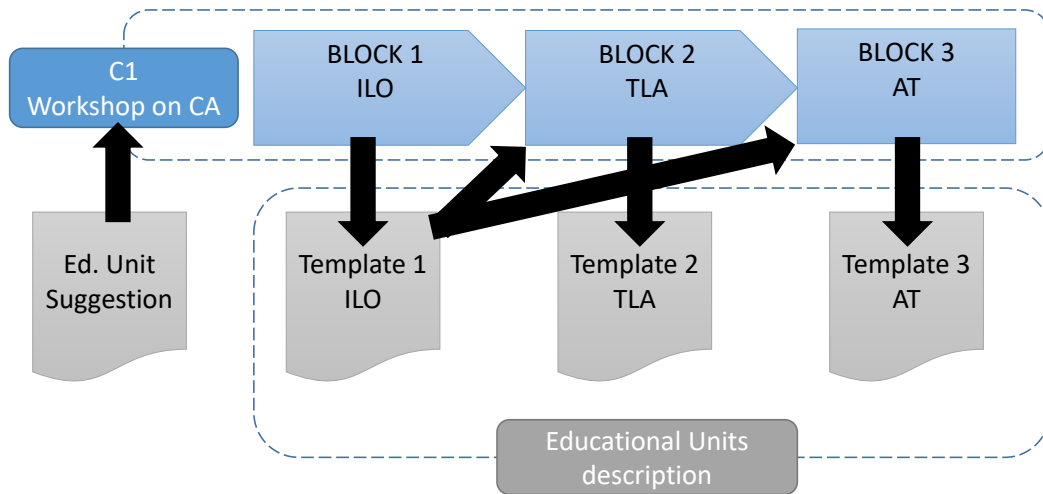 C1
Workshop on CA
BLOCK 1
ILO
BLOCK 2
TLA
BLOCK 3
AT
Ed. Unit
Suggestion
Template 1
ILO
Template 2
TLA
Template 3
AT
Educational Units
description